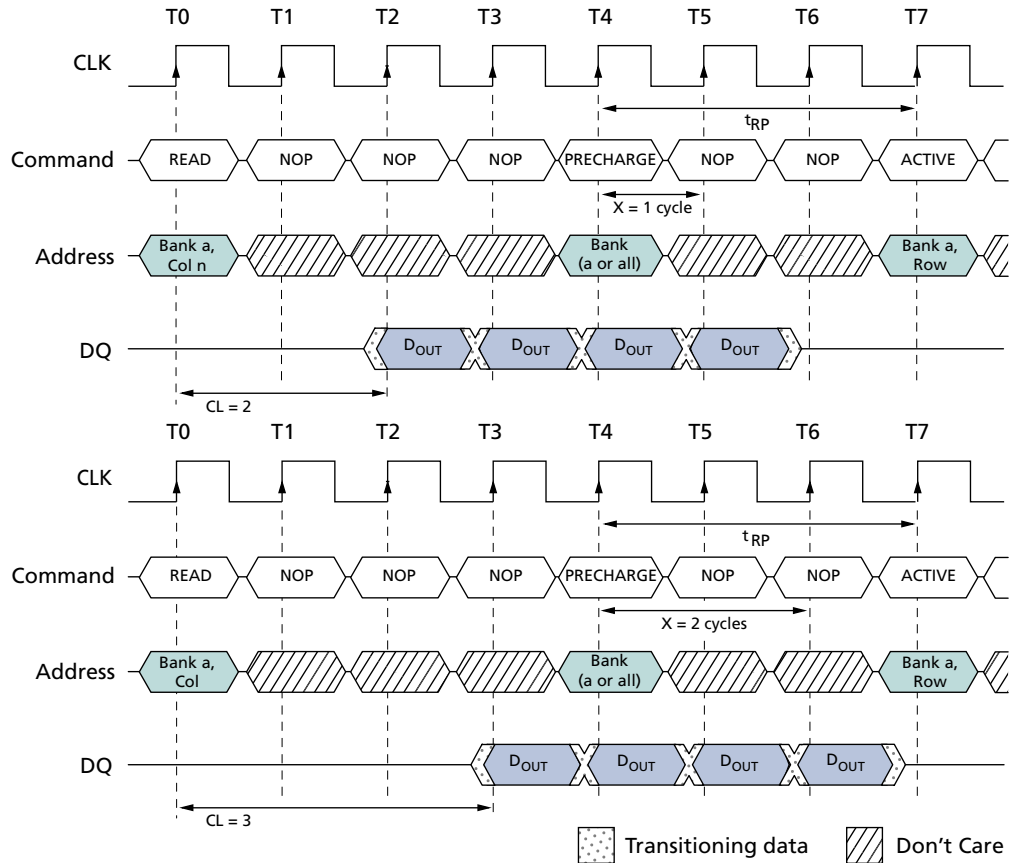 T0 T1 T2 T3 T4 T5 T6 T7
CLK
tRP
Command READ NOP NOP NOP PRECHARGE NOP NOP ACTIVE
X = 1 cycle
Address Bank a, Col n Bank (a or all) Bank a, Row
DQ DOUT DOUT DOUT DOUT
CL = 2
T0 T1 T2 T3 T4 T5 T6 T7
CLK
tRP
Command READ NOP NOP NOP PRECHARGE NOP NOP ACTIVE
X = 2 cycles
Address Bank a, Col Bank (a or all) Bank a, Row
DQ DOUT DOUT DOUT DOUT
CL = 3
Transitioning data Don't Care